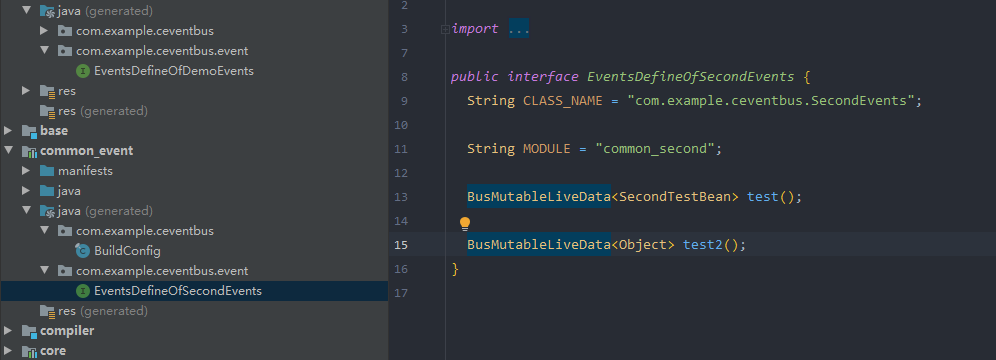 java (generated)
com.example.ceventbus
com.example.ceventbus.event
EventsDefineOfDemoEvents
res
res (generated)
base
common_event
manifests
java
java (generated)
com.example.ceventbus
BuildConfig
com.example.ceventbus.event
EventsDefineOfSecondEvents
res (generated)
compiler
core
2
3 import ...
7
8 public interface EventsDefineOfSecondEvents {
9 String CLASS_NAME = "com.example.ceventbus.SecondEvents";
10
11 String MODULE = "common_second";
12
13 BusMutableLiveData<SecondTestBean> test();
14
15 BusMutableLiveData<Object> test2();
16 }
17